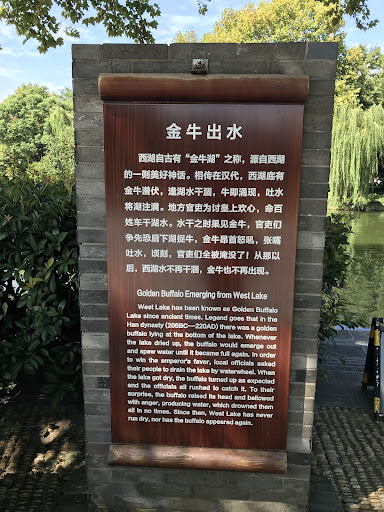 金牛出水
西湖自古有“金牛湖”之称，源自西湖
的一则美好神话。相传在汉代，西湖底有
金牛潜伏，逢湖水干涸，牛即涌现，吐水
将湖注满。地方官吏为讨皇上欢心，命百
姓车干湖水。水干之时果见金牛，官吏们
争先恐后下湖捉牛，金牛昂首怒吼，张嘴
吐水，顷刻，官吏们全被淹没了！从那以
后，西湖水不再干涸，金牛也不再出现。
Golden Buffalo Emerging from West Lake
West Lake has been known as Golden Buffalo
Lake since ancient times. Legend goes that in the
Han dynasty (206BC—220AD) there was a golden
buffalo lying at the bottom of the lake. Whenever
the lake dried up, the buffalo would emerge out
and spew water until it became full again. In order
to win the emperor's favor, local officials asked
their people to drain the lake by waterwheel. When
the lake got dry, the buffalo turned up as expected
and the officials all rushed to catch it. To their
surprise, the buffalo raised its head and bellowed
with anger, producing water, which drowned them
all in no times. Since then, West Lake has never
run dry, nor has the buffalo appeared again.